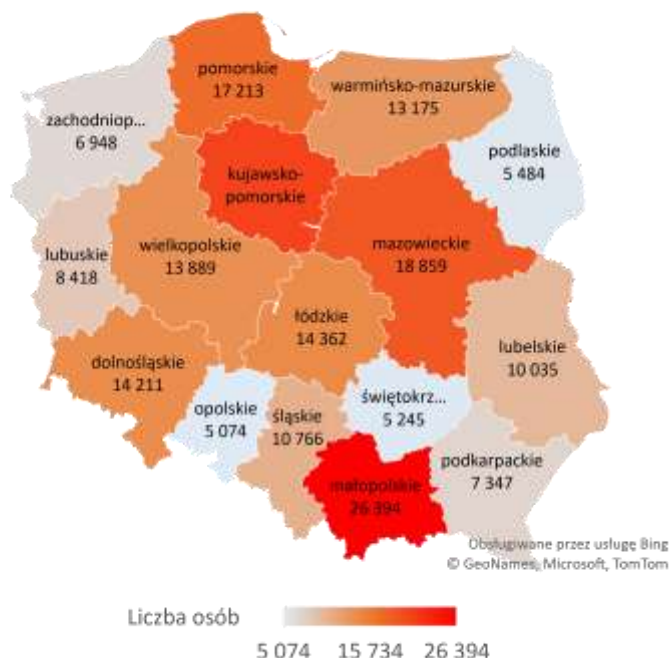 pomorskie
17 213
warmińsko-mazurskie
13 175
zachodniop...
6 948
podlaskie
5 484
kujawsko-
pomorskie
mazowieckie
18 859
wielkopolskie
13 889
lubuskie
8 418
łódzkie
14 362
lubelskie
10 035
dolnośląskie
14 211
opolskie
5 074
śląskie
10 766
świętokrz...
5 245
podkarpackie
7 347
małopolskie
26 394
Obsługiwane przez usługę Bing
© GeoNames, Microsoft, TomTom
Liczba osób
5 074 15 734 26 394